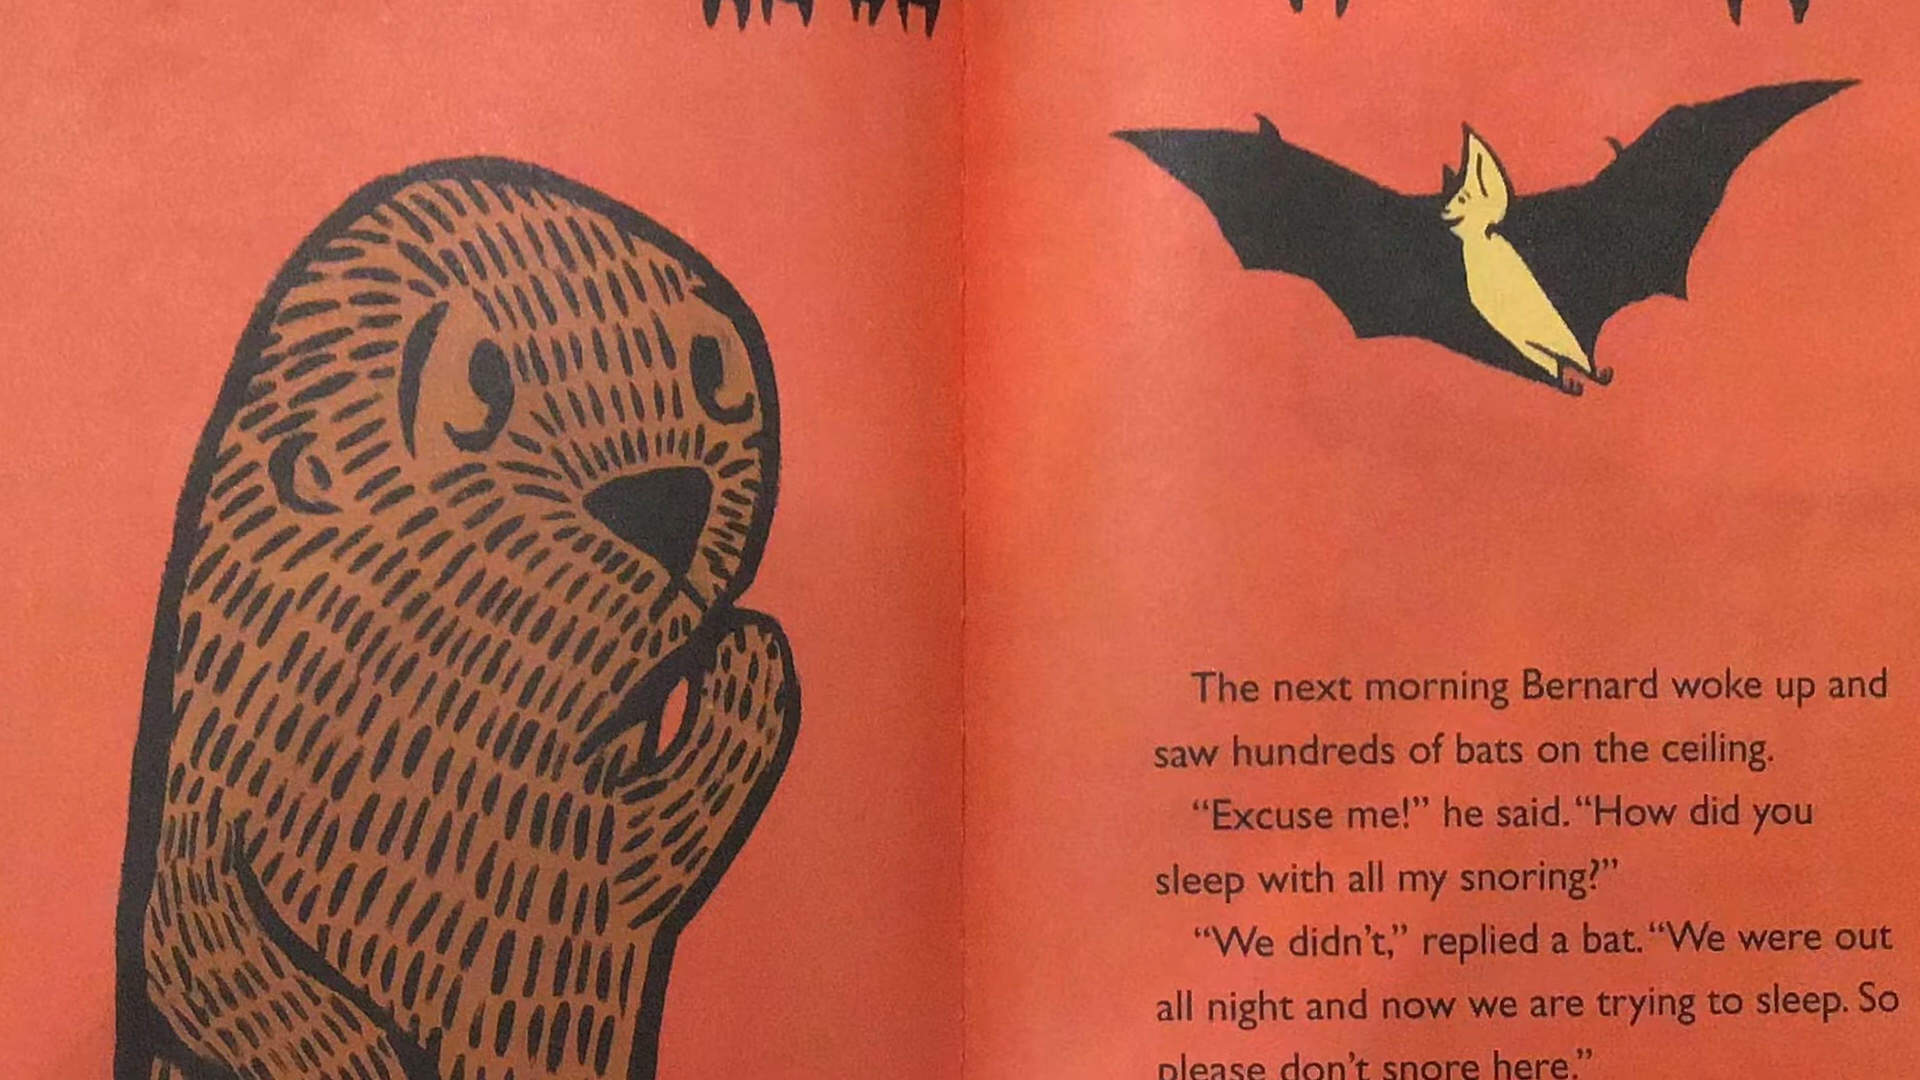 The next morning Bernard woke up and
saw hundreds of bats on the ceiling.
“Excuse me!” he said. “How did you
sleep with all my snoring?”
“We didn’t,” replied a bat. “We were out
all night and now we are trying to sleep. So
please don’t snore here.”